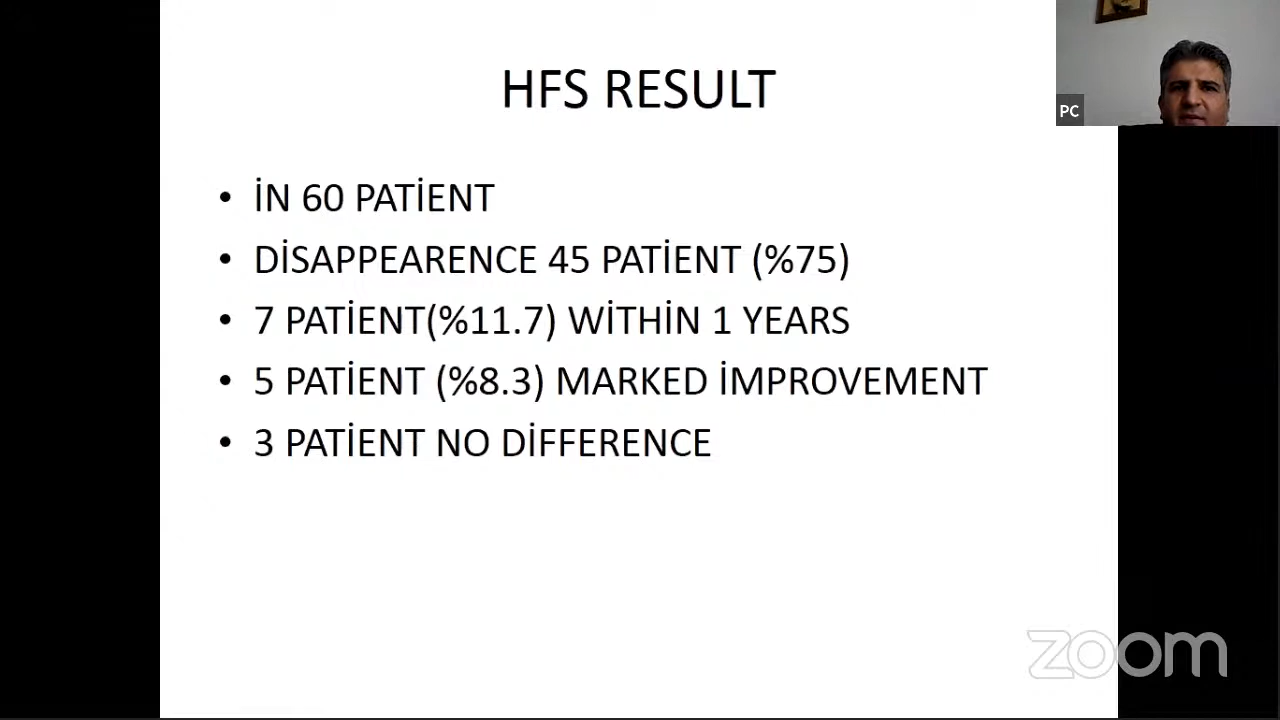 HFS RESULT
PC
• İN 60 PATİENT
• DİSAPPEARENCE 45 PATİENT (%75)
• 7 PATİENT(%11.7) WİTHİN 1 YEARS
• 5 PATİENT (%8.3) MARKED İMPROVEMENT
• 3 PATİENT NO DİFFERENCE
zoom